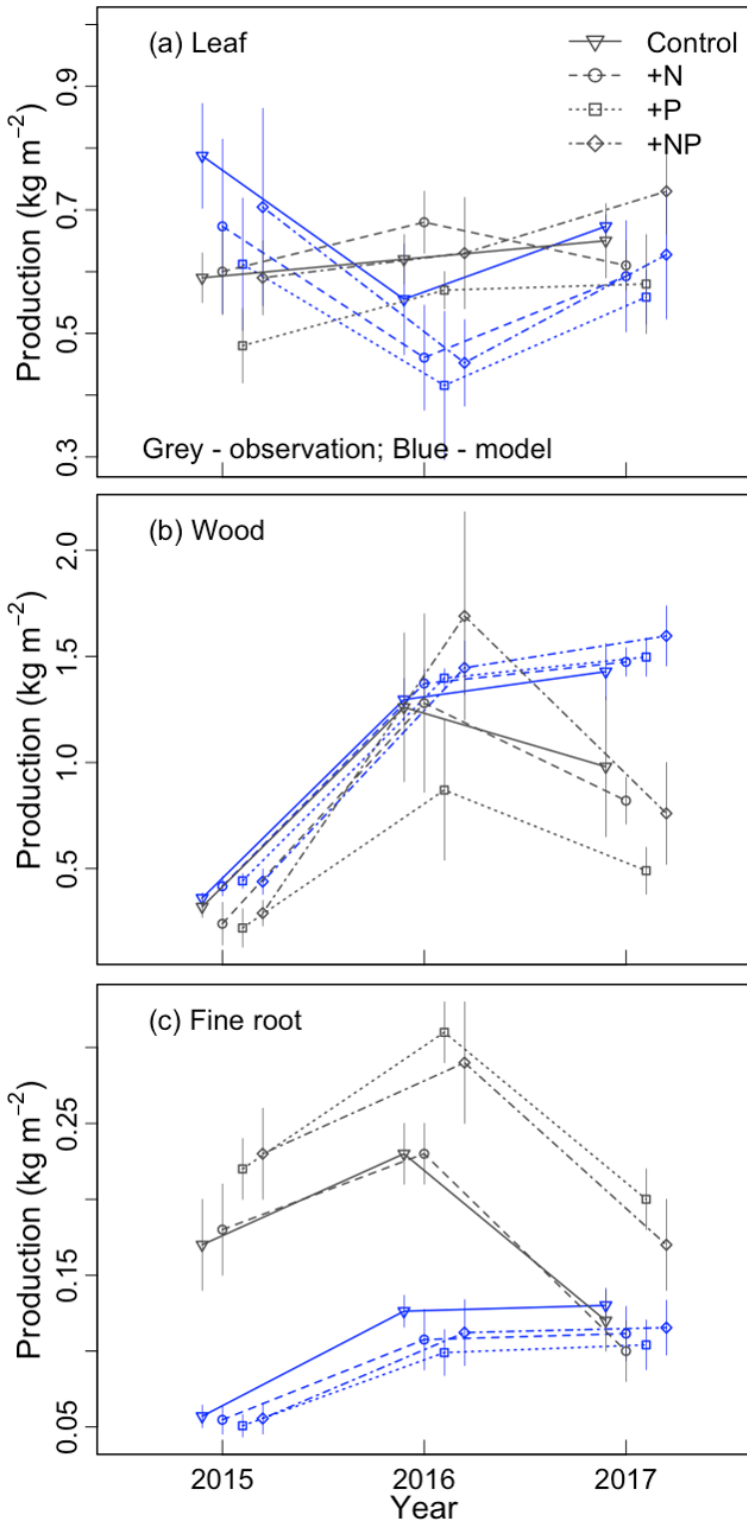 (a) Leaf
Control
+N
+P
+NP
Production (kg m⁻²)
0.9
0.7
0.5
0.3
Grey - observation; Blue - model
(b) Wood
Production (kg m⁻²)
2.0
1.5
1.0
0.5
(c) Fine root
Production (kg m⁻²)
0.25
0.15
0.05
2015 2016 2017
Year